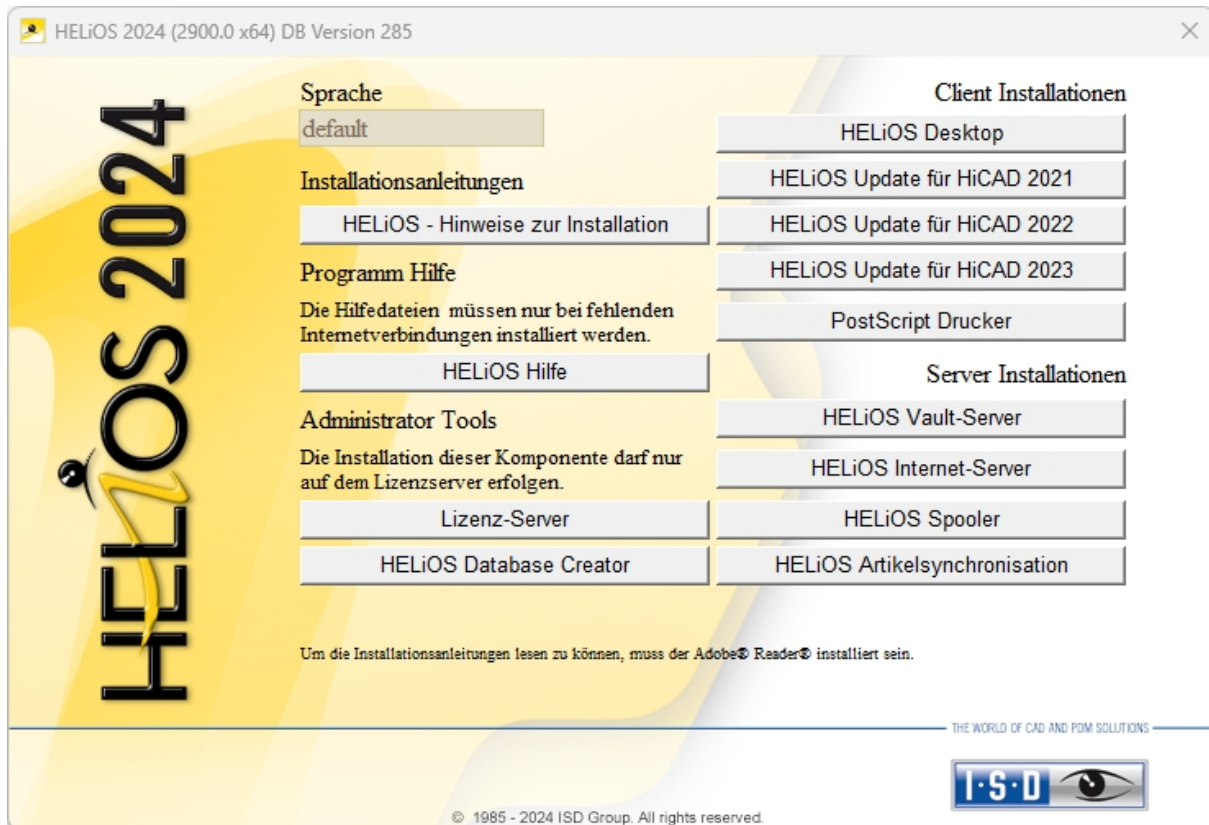 HELiOS 2024 (2900.0 x64) DB Version 285
HELiOS 2024
Sprache
default
Installationsanleitungen
HELiOS - Hinweise zur Installation
Programm Hilfe
Die Hilfedateien müssen nur bei fehlenden
Internetverbindungen installiert werden.
HELiOS Hilfe
Administrator Tools
Die Installation dieser Komponente darf nur
auf dem Lizenzserver erfolgen.
Lizenz-Server
HELiOS Database Creator
Client Installationen
HELiOS Desktop
HELiOS Update für HiCAD 2021
HELiOS Update für HiCAD 2022
HELiOS Update für HiCAD 2023
PostScript Drucker
Server Installationen
HELiOS Vault-Server
HELiOS Internet-Server
HELiOS Spooler
HELiOS Artikelsynchronisation
Um die Installationsanleitungen lesen zu können, muss der Adobe® Reader® installiert sein.
THE WORLD OF CAD AND PDM SOLUTIONS
I·S·D
© 1985 - 2024 ISD Group. All rights reserved.